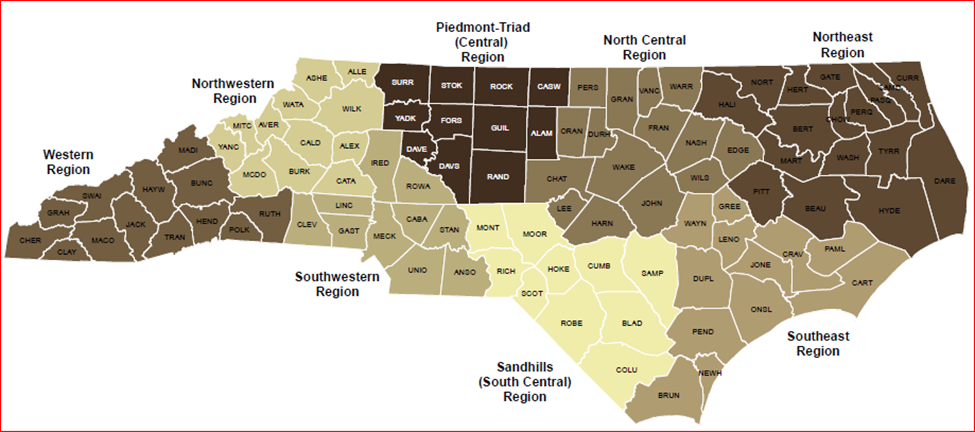 Piedmont-Triad
(Central)
Region
North Central
Region
Northeast
Region
Northwestern
Region
Western
Region
Southwestern
Region
Sandhills
(South Central)
Region
Southeast
Region
ASHE
ALLE
SURR
STOK
ROCK
CASW
PERS
GRAN
VANC
WARR
HALI
NORT
HERT
GATE
CURR
CAMD
PASQ
PERQ
CHOW
WATA
WILK
YADK
FORS
GUIL
ALAM
ORAN
DURH
FRAN
NASH
EDGE
BERT
MITC
AVER
YANC
CALD
ALEX
IRED
DAVE
DAVS
RAND
CHAT
WAKE
WILS
MART
WASH
TYRR
DARE
MADI
MCDO
BURK
CATA
ROWA
BUNC
HAYW
SWAI
GRAH
CHER
CLAY
MACO
JACK
TRAN
HEND
POLK
RUTH
CLEV
LINC
GAST
MECK
CABA
STAN
UNIO
ANSO
MONT
MOOR
LEE
HARN
JOHN
WAYN
GREE
PITT
BEAU
HYDE
LENO
CRAV
PAML
JONE
CART
RICH
HOKE
CUMB
SAMP
DUPL
ONSL
SCOT
ROBE
BLAD
PEND
COLU
NEWH
BRUN